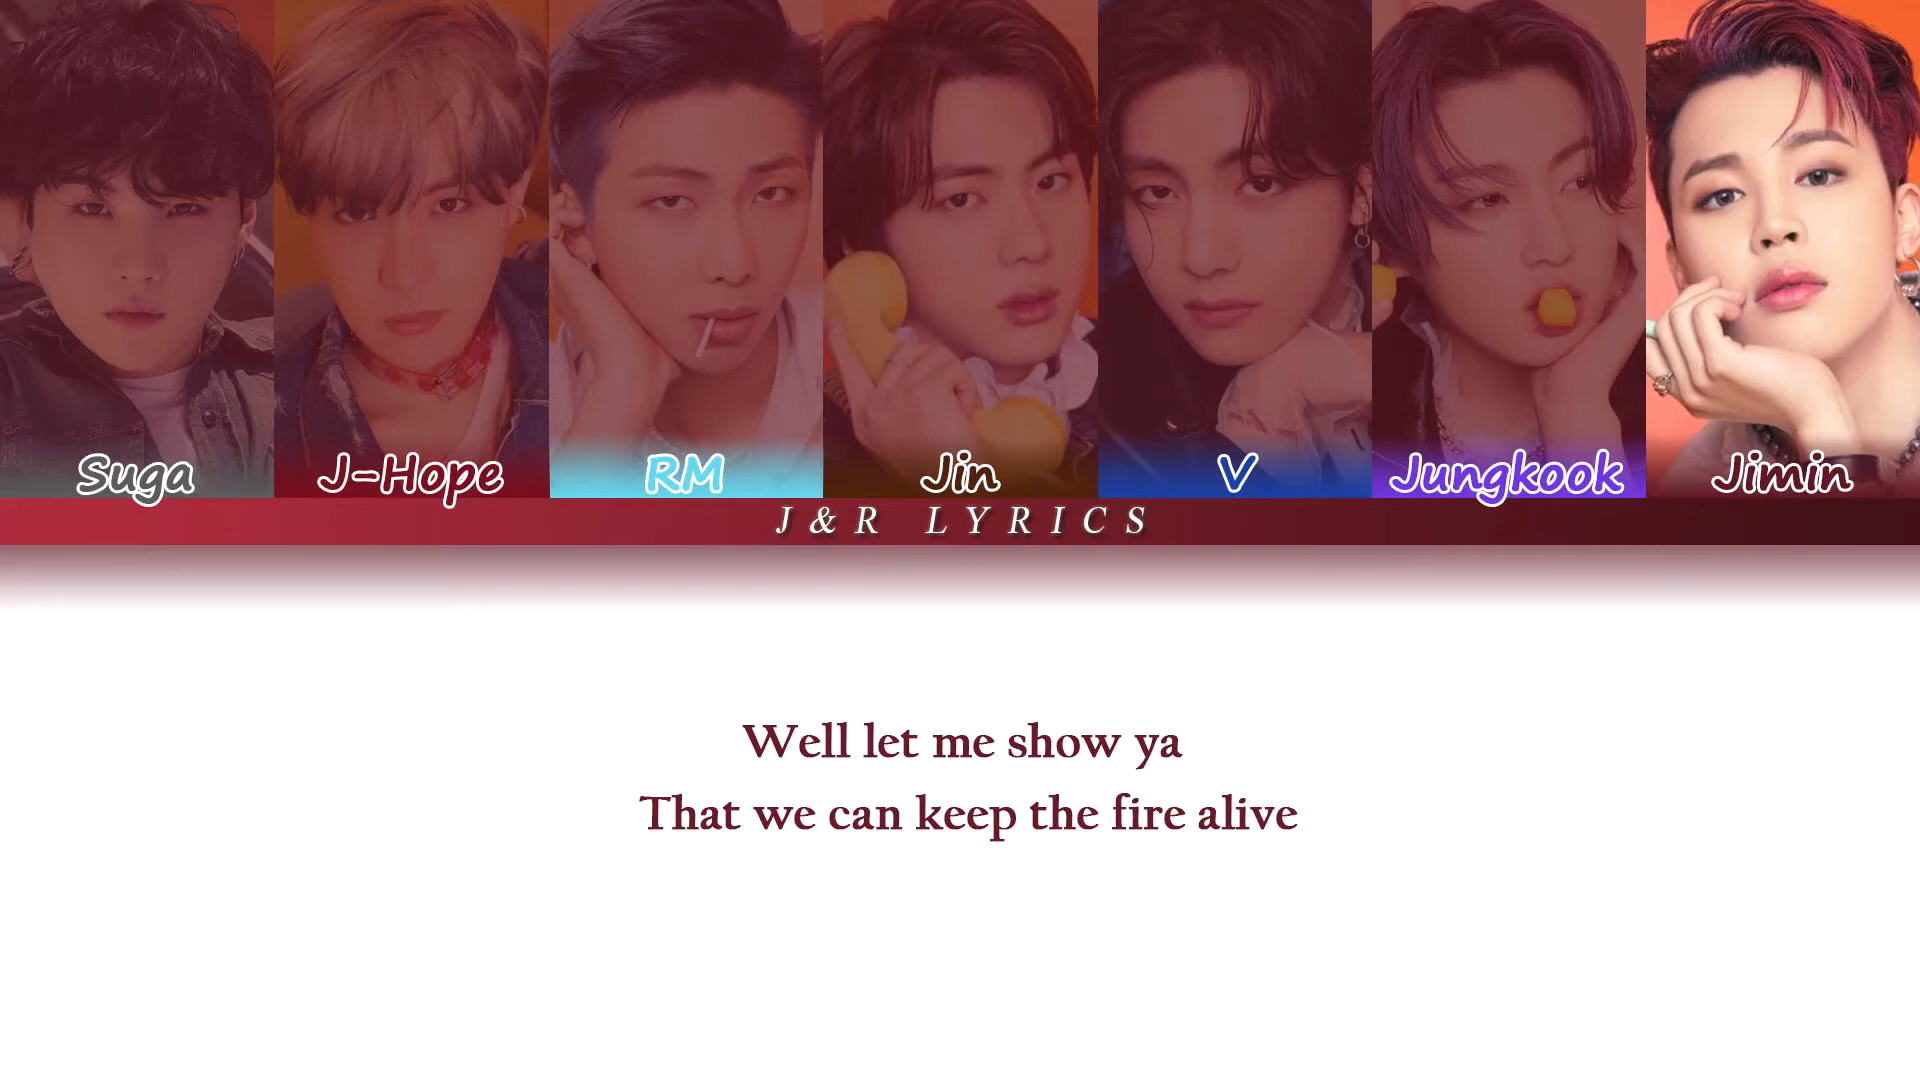 Suga J-Hope RM Jin V Jungkook Jimin
J&R LYRICS
Well let me show ya
That we can keep the fire alive